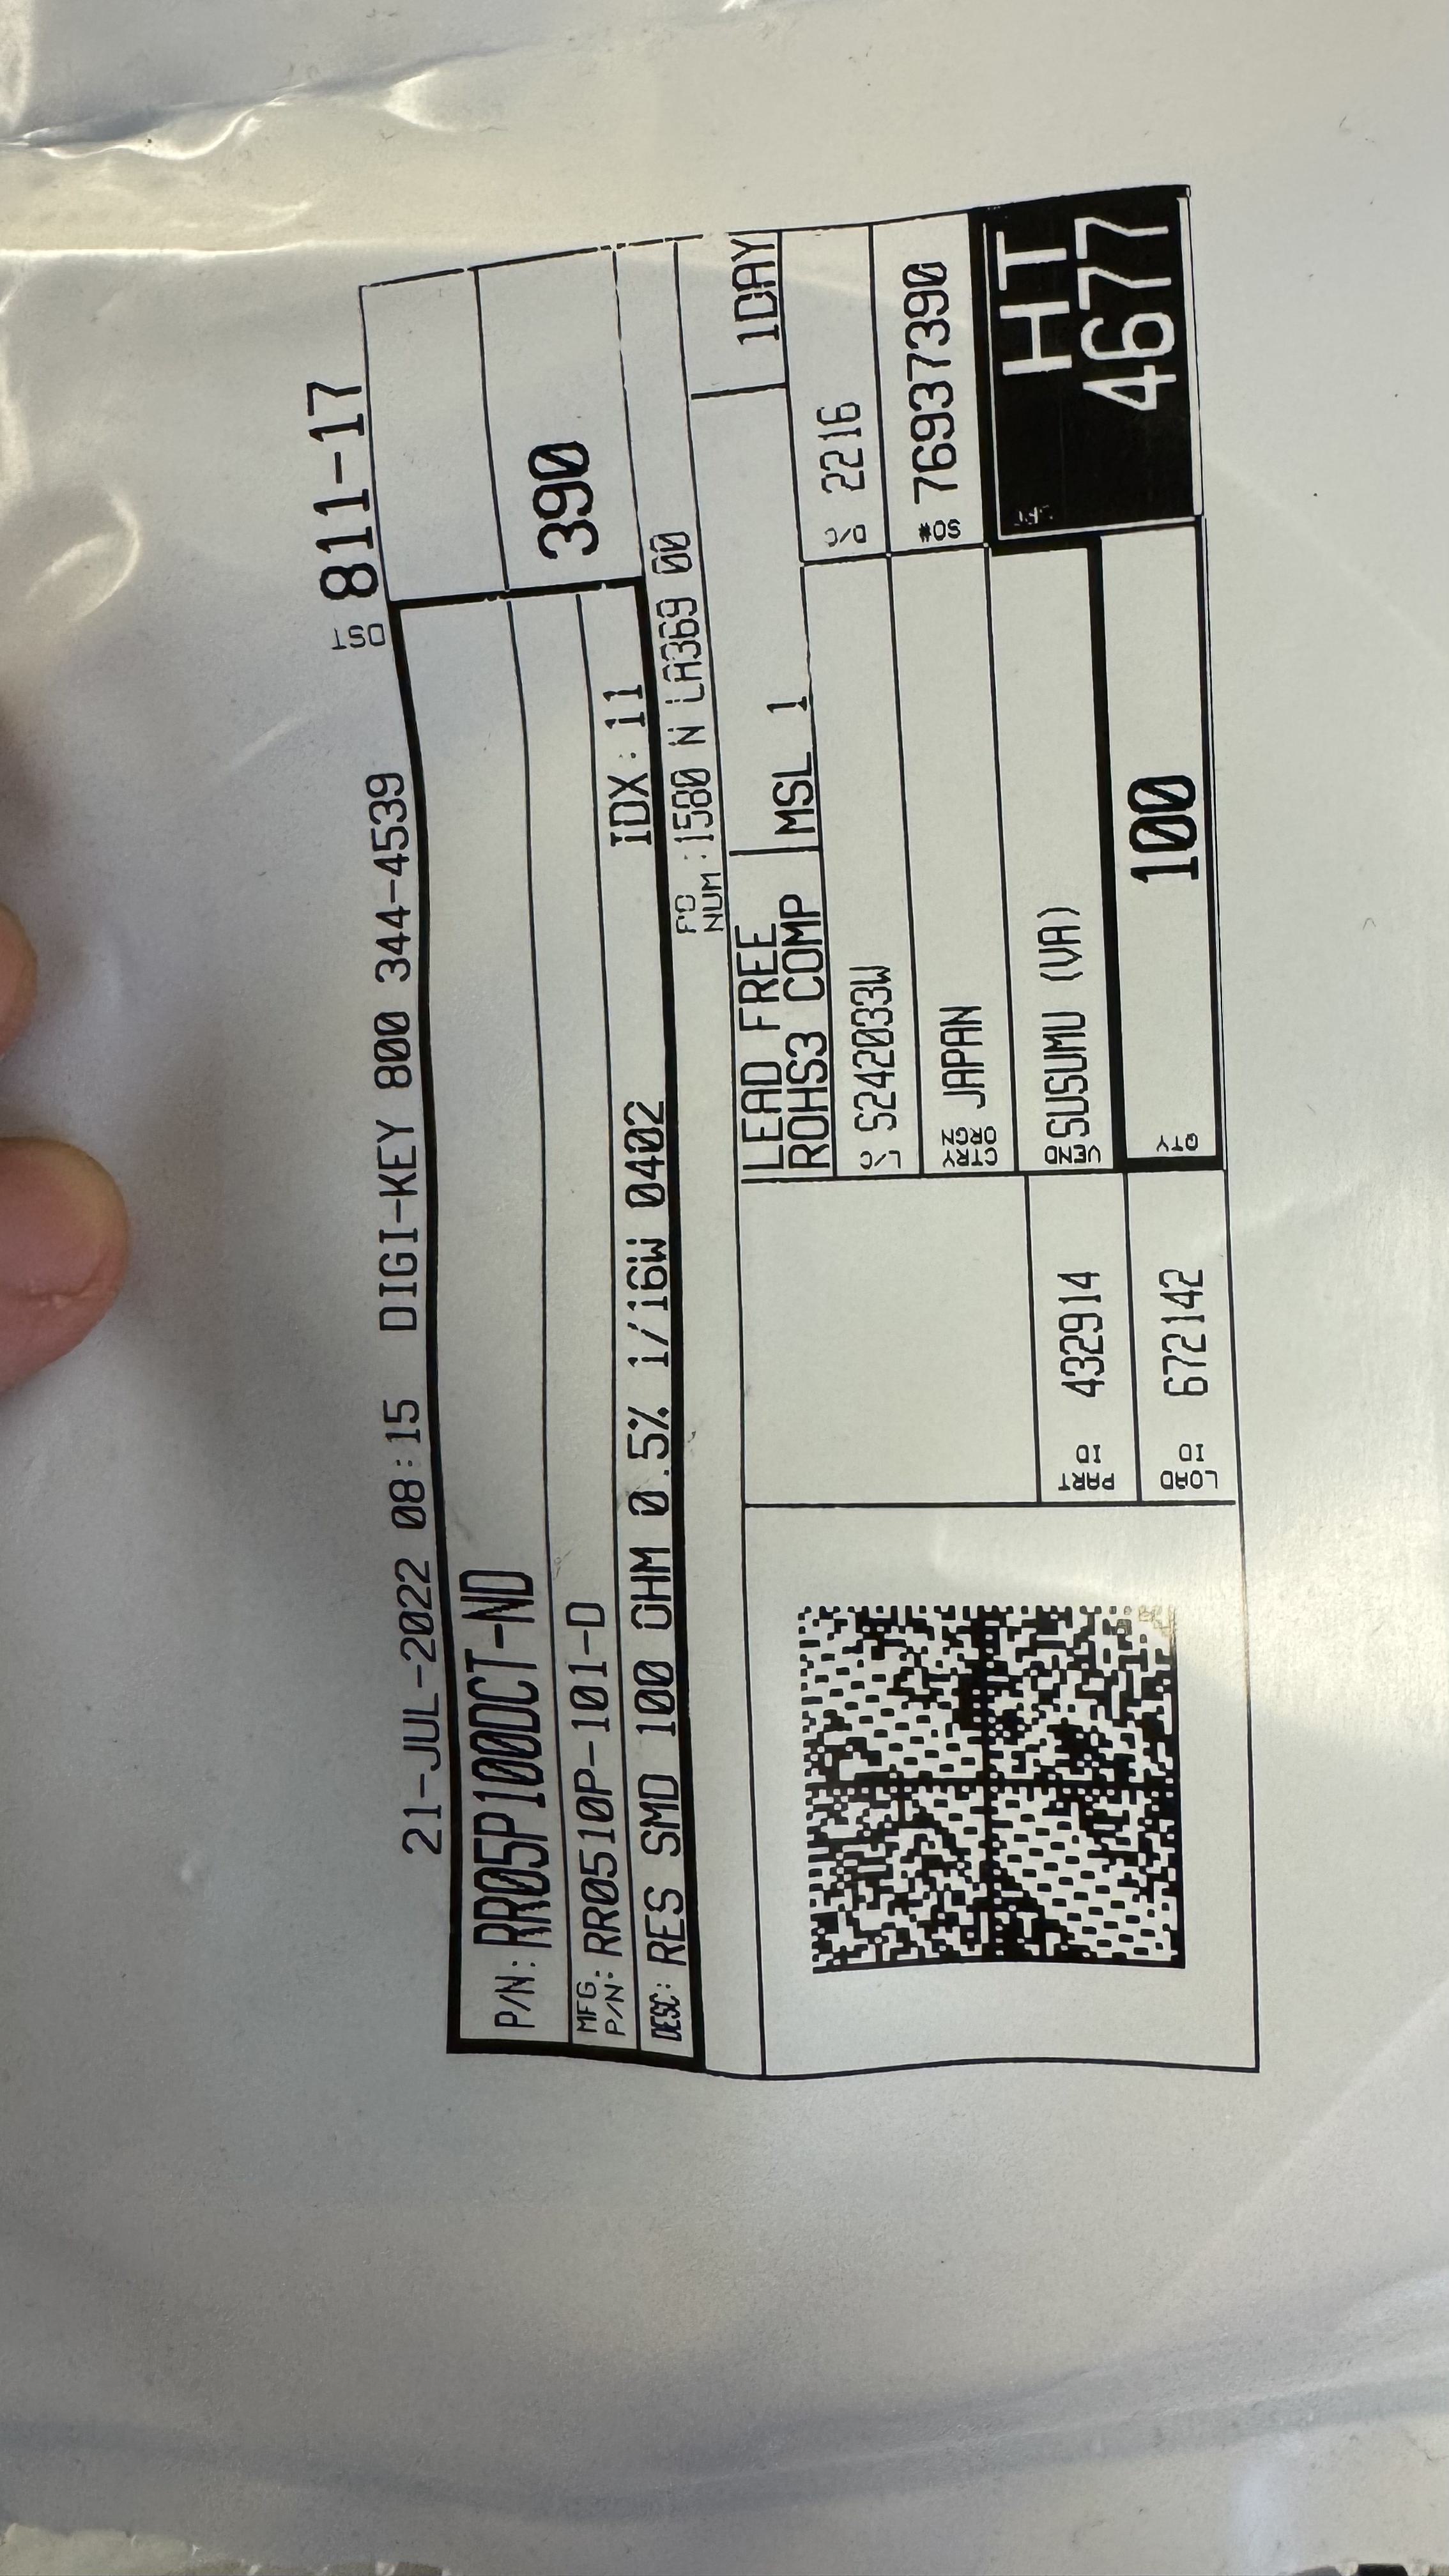 DST 811-17
21-JUL-2022 08:15 DIGI-KEY 800 344-4539
P/N: RR05P100DCT-ND
MFG. P/N: RR0510P-101-D
390
DESC: RES SMD 100 OHM 0.5% 1/16W 0402 IDX:11
PO NUM: 1580 N LA369 00
LEAD FREE
ROHS3 COMP
MSL 1
1DAY
L/C S242033W
D/C 2216
CTRY ORGN JAPAN
SO# 76937390
PART ID 432914
VEND SUSUMU (VA)
LOAD ID 672142
QTY 100
HT
4677